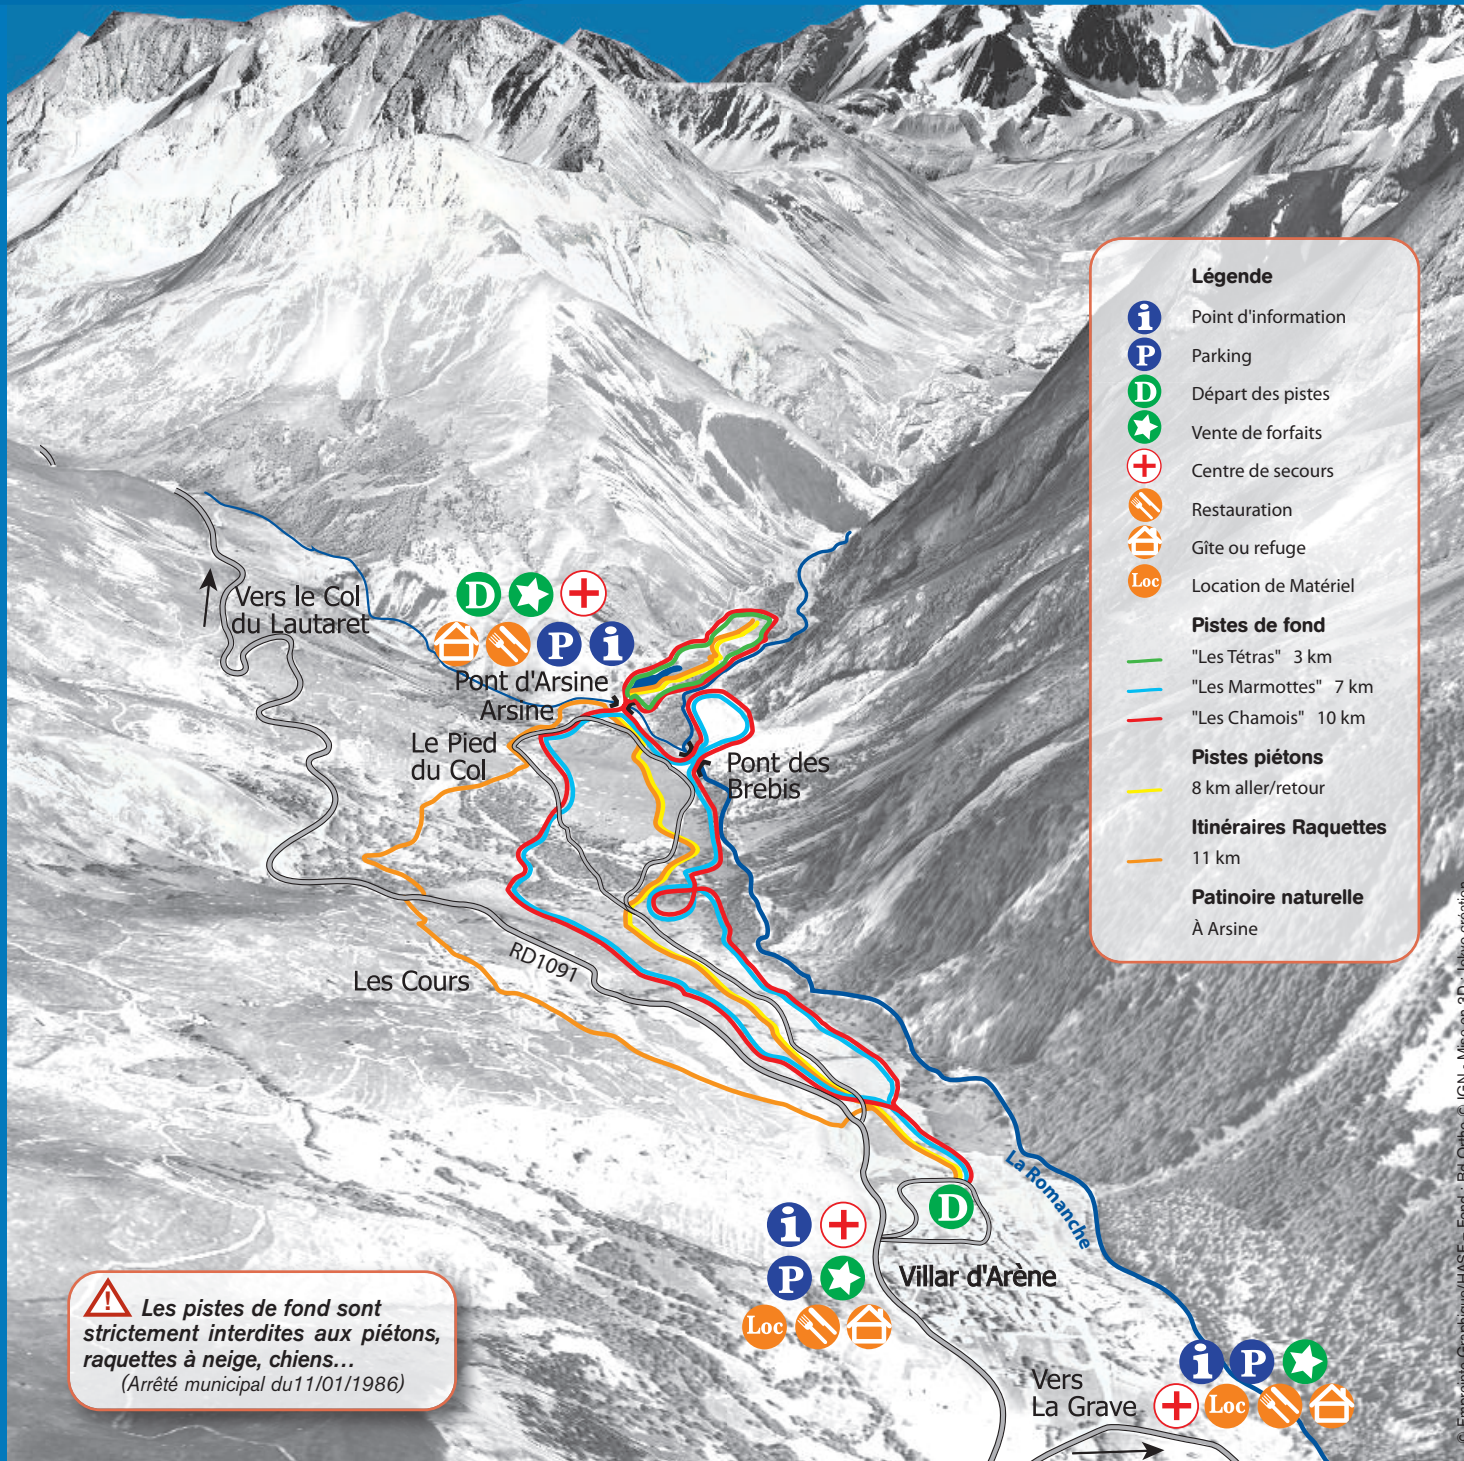 Légende
Point d'information
Parking
Départ des pistes
Vente de forfaits
Centre de secours
Restauration
Gîte ou refuge
Loc
Location de Matériel
Pistes de fond
"Les Tétras" 3 km
"Les Marmottes" 7 km
"Les Chamois" 10 km
Pistes piétons
8 km aller/retour
Itinéraires Raquettes
11 km
Patinoire naturelle
À Arsine
Vers le Col
du Lautaret
D
P i
Pont d'Arsine
Arsine
Le Pied
du Col
Pont des
Brebis
RD1091
Les Cours
La Romanche
D
i
P
Villar d'Arène
Loc
i P
Vers
La Grave
Loc
Les pistes de fond sont
strictement interdites aux piétons,
raquettes à neige, chiens...
(Arrêté municipal du11/01/1986)